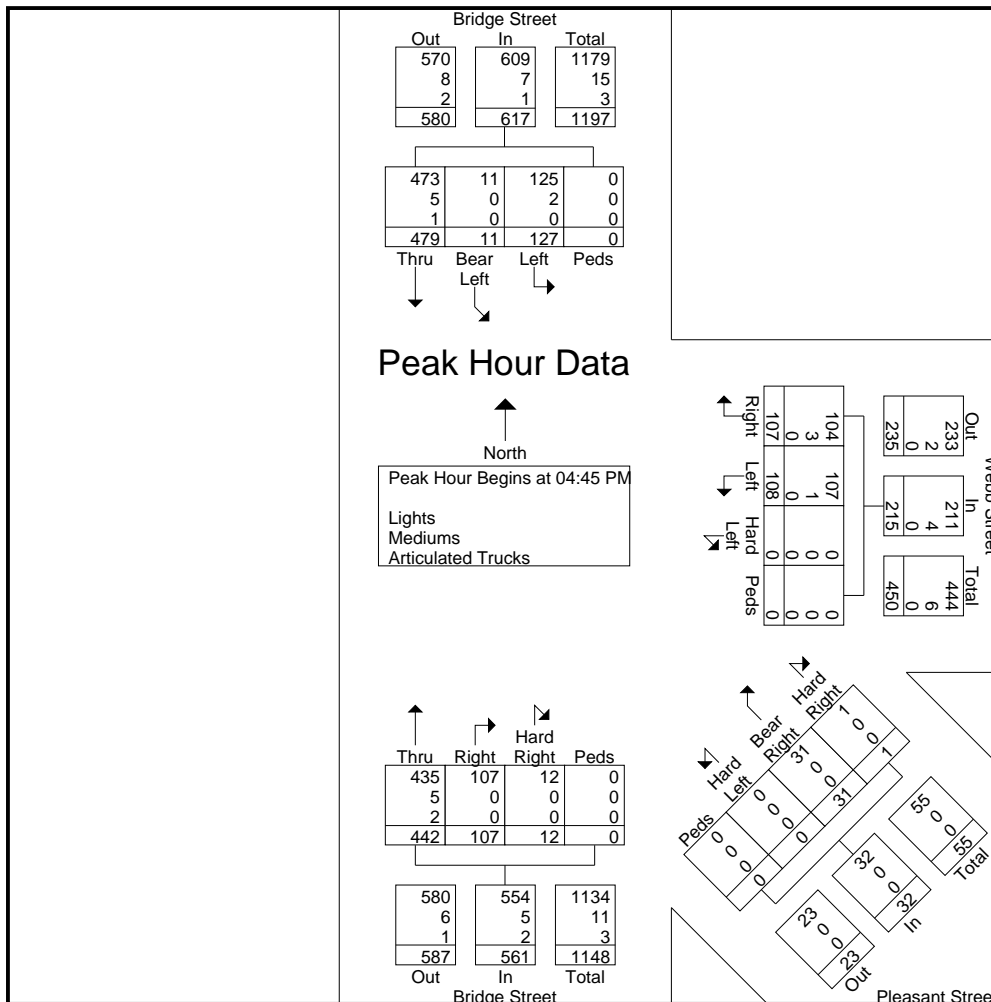 Bridge Street
Out In Total
570 609 1179
8 7 15
2 1 3
580 617 1197
473 11 125 0
5 0 2 0
1 0 0 0
479 11 127 0
Thru Bear Left Left Peds
Peak Hour Data
North
Peak Hour Begins at 04:45 PM
Lights
Mediums
Articulated Trucks
Webb Street
Out In Total
233 211 444
2 4 6
0 0 0
235 215 450
104 107 0 0
3 1 0 0
0 0 0 0
107 108 0 0
Right Left Hard Left Peds
Thru Right Hard Right Peds
435 107 12 0
5 0 0 0
2 0 0 0
442 107 12 0
580 554 1134
6 5 11
1 2 3
587 561 1148
Out In Total
Bridge Street
Peds Hard Left Bear Right Hard Right
0 0 31 1
0 0 0 0
0 0 0 0
0 0 31 1
23 32 55
0 0 0
0 0 0
23 32 55
Out In Total
Pleasant Stree